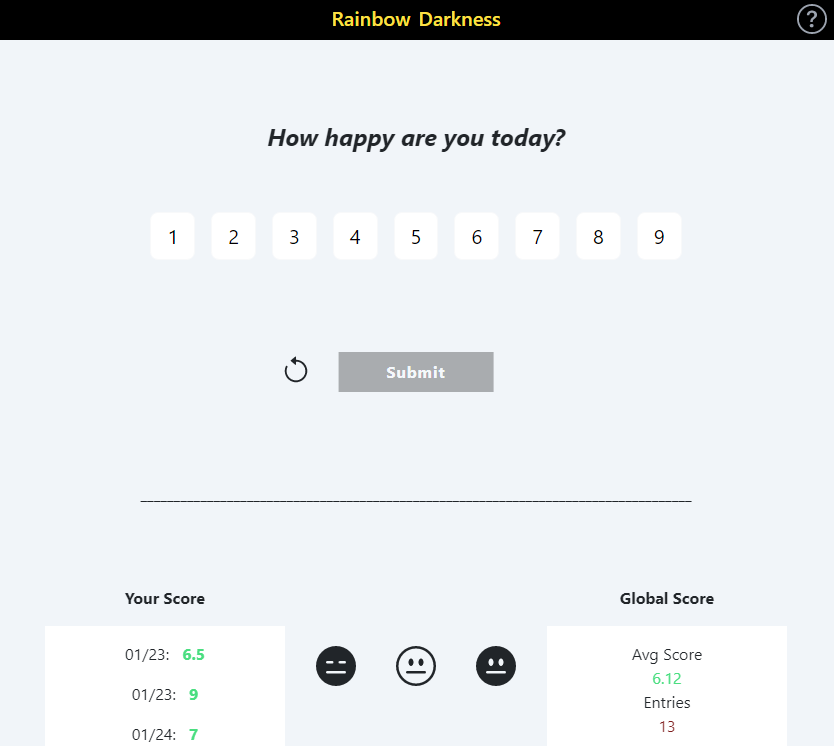 Rainbow Darkness
?
How happy are you today?
1 2 3 4 5 6 7 8 9
Submit
Your Score
01/23: 6.5
01/23: 9
01/24: 7
Global Score
Avg Score
6.12
Entries
13